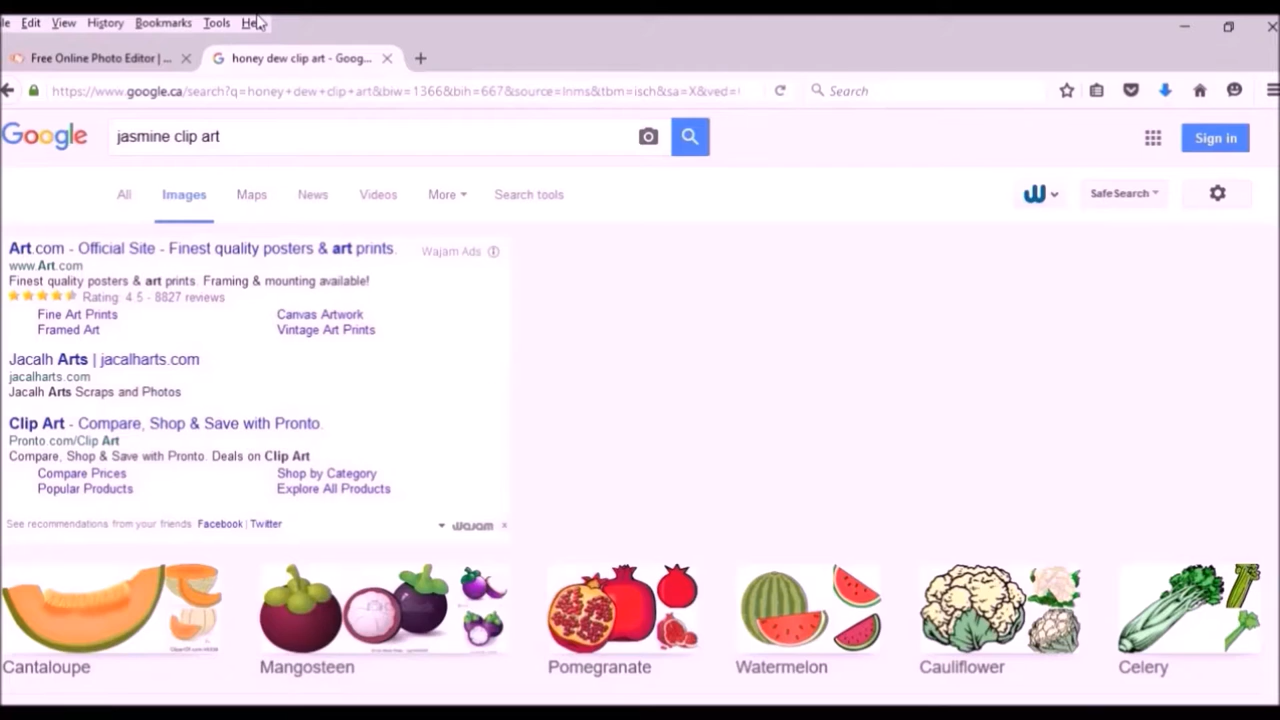 le Edit View History Bookmarks Tools Help
Free Online Photo Editor | ... honey dew clip art - Goog...
https://www.google.ca/search?q=honey+dew+clip+art&biw=1366&bih=667&source=lnms&tbm=isch&sa=X&ved= Search
Google jasmine clip art Sign in
All Images Maps News Videos More Search tools SafeSearch
Art.com - Official Site - Finest quality posters & art prints. Wajam Ads
www.Art.com
Finest quality posters & art prints. Framing & mounting available!
Rating: 4.5 - 8827 reviews
Fine Art Prints Canvas Artwork
Framed Art Vintage Art Prints
Jacalh Arts | jacalharts.com
jacalharts.com
Jacalh Arts Scraps and Photos
Clip Art - Compare, Shop & Save with Pronto.
Pronto.com/Clip Art
Compare, Shop & Save with Pronto. Deals on Clip Art
Compare Prices Shop by Category
Popular Products Explore All Products
See recommendations from your friends Facebook | Twitter wajam x
Cantaloupe Mangosteen Pomegranate Watermelon Cauliflower Celery